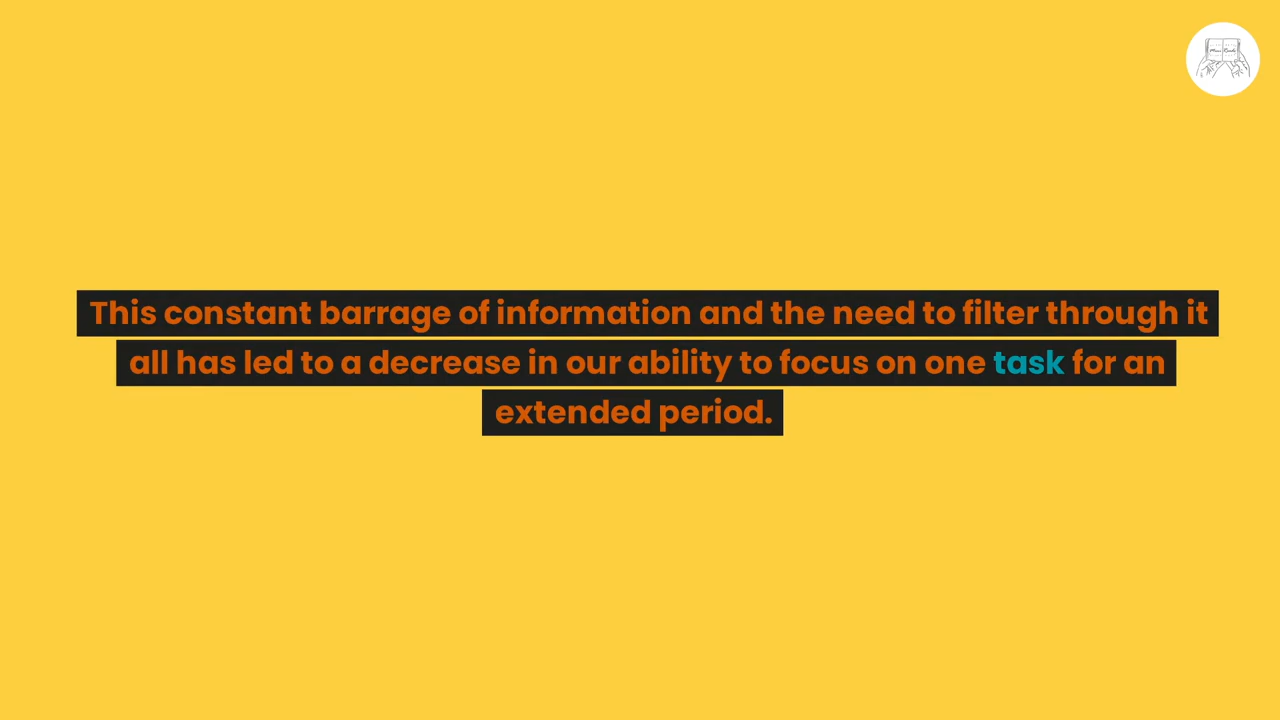 This constant barrage of information and the need to filter through it
all has led to a decrease in our ability to focus on one task for an
extended period.